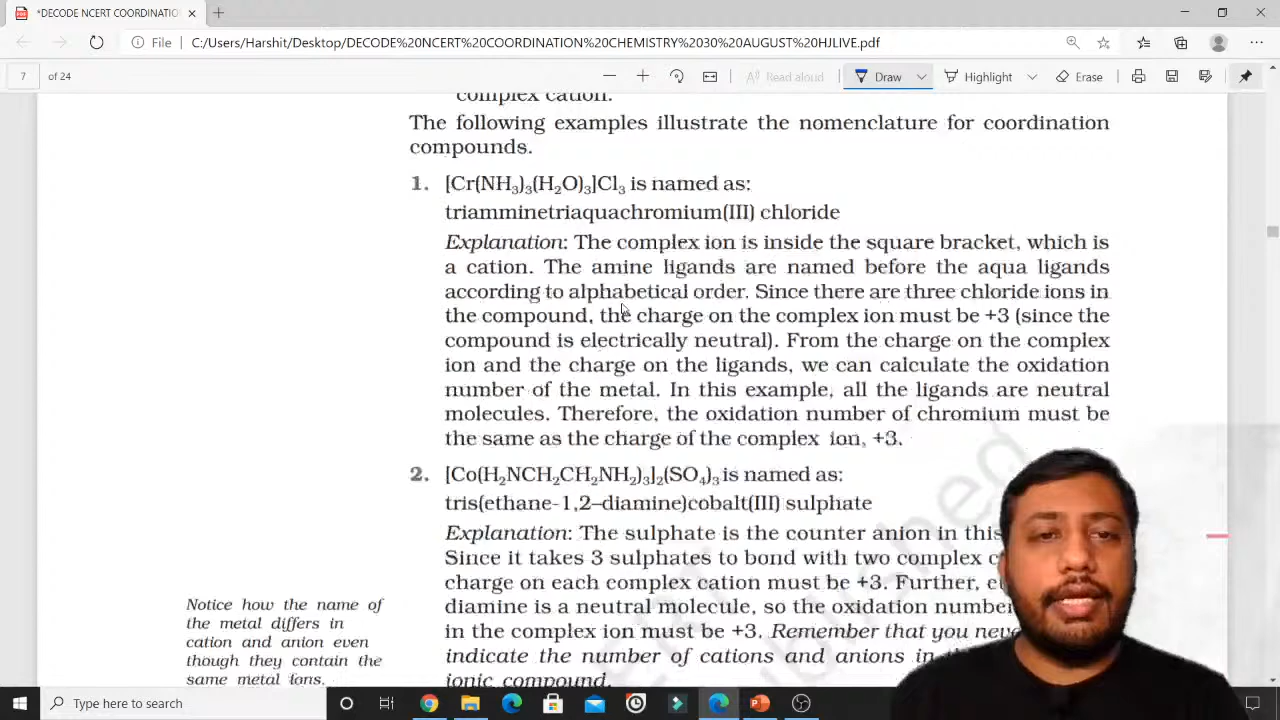 *DECODE NCERT COORDINATIO
File
C:/Users/Harshit/Desktop/DECODE%20NCERT%20COORDINATION%20CHEMISTRY%2030%20AUGUST%20HJLIVE.pdf
7 of 24
Read aloud
Draw
Highlight
Erase
complex cation.
The following examples illustrate the nomenclature for coordination
compounds.
1. [Cr(NH₃)₃(H₂O)₃]Cl₃ is named as:
triamminetriaquachromium(III) chloride
Explanation: The complex ion is inside the square bracket, which is
a cation. The amine ligands are named before the aqua ligands
according to alphabetical order. Since there are three chloride ions in
the compound, the charge on the complex ion must be +3 (since the
compound is electrically neutral). From the charge on the complex
ion and the charge on the ligands, we can calculate the oxidation
number of the metal. In this example, all the ligands are neutral
molecules. Therefore, the oxidation number of chromium must be
the same as the charge of the complex ion, +3.
2. [Co(H₂NCH₂CH₂NH₂)₃]₂(SO₄)₃ is named as:
tris(ethane-1,2–diamine)cobalt(III) sulphate
Explanation: The sulphate is the counter anion in this
Since it takes 3 sulphates to bond with two complex c
charge on each complex cation must be +3. Further, e
diamine is a neutral molecule, so the oxidation number
in the complex ion must be +3. Remember that you neve
indicate the number of cations and anions in th
ionic compound.
Notice how the name of
the metal differs in
cation and anion even
though they contain the
same metal ions.
Type here to search